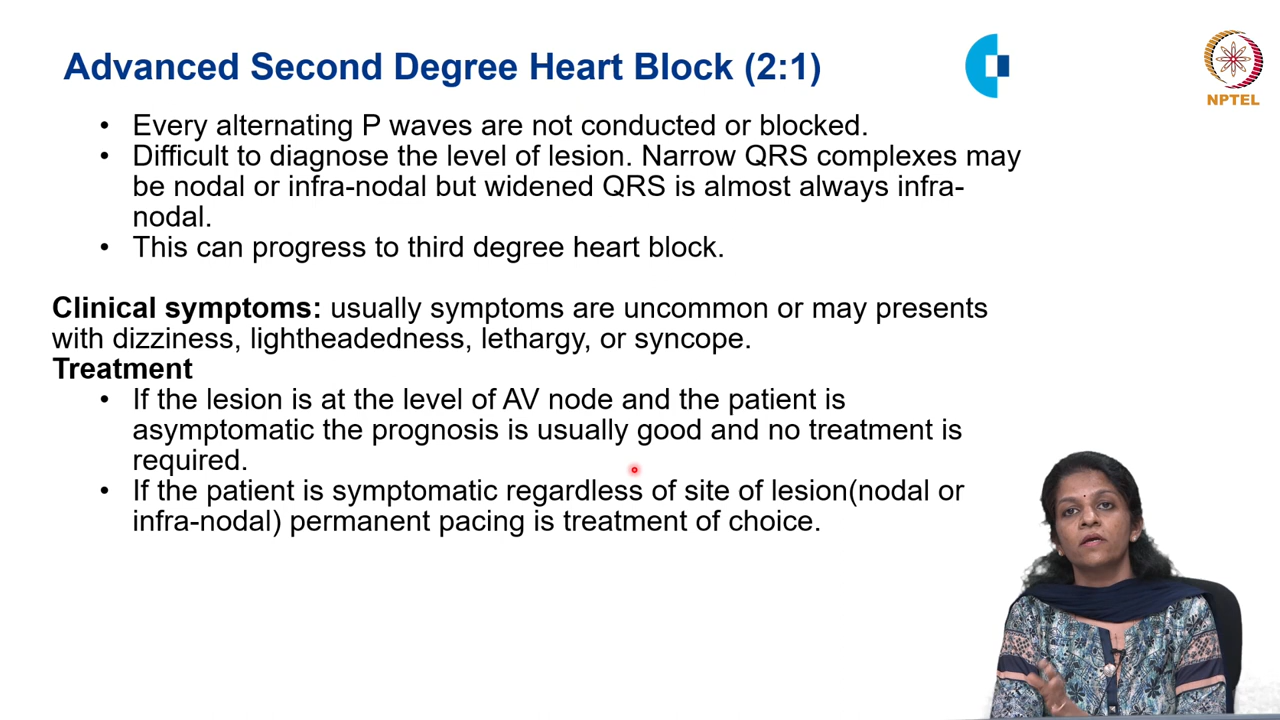 Advanced Second Degree Heart Block (2:1)
NPTEL
• Every alternating P waves are not conducted or blocked.
• Difficult to diagnose the level of lesion. Narrow QRS complexes may
be nodal or infra-nodal but widened QRS is almost always infra-
nodal.
• This can progress to third degree heart block.
Clinical symptoms: usually symptoms are uncommon or may presents
with dizziness, lightheadedness, lethargy, or syncope.
Treatment
• If the lesion is at the level of AV node and the patient is
asymptomatic the prognosis is usually good and no treatment is
required.
• If the patient is symptomatic regardless of site of lesion(nodal or
infra-nodal) permanent pacing is treatment of choice.